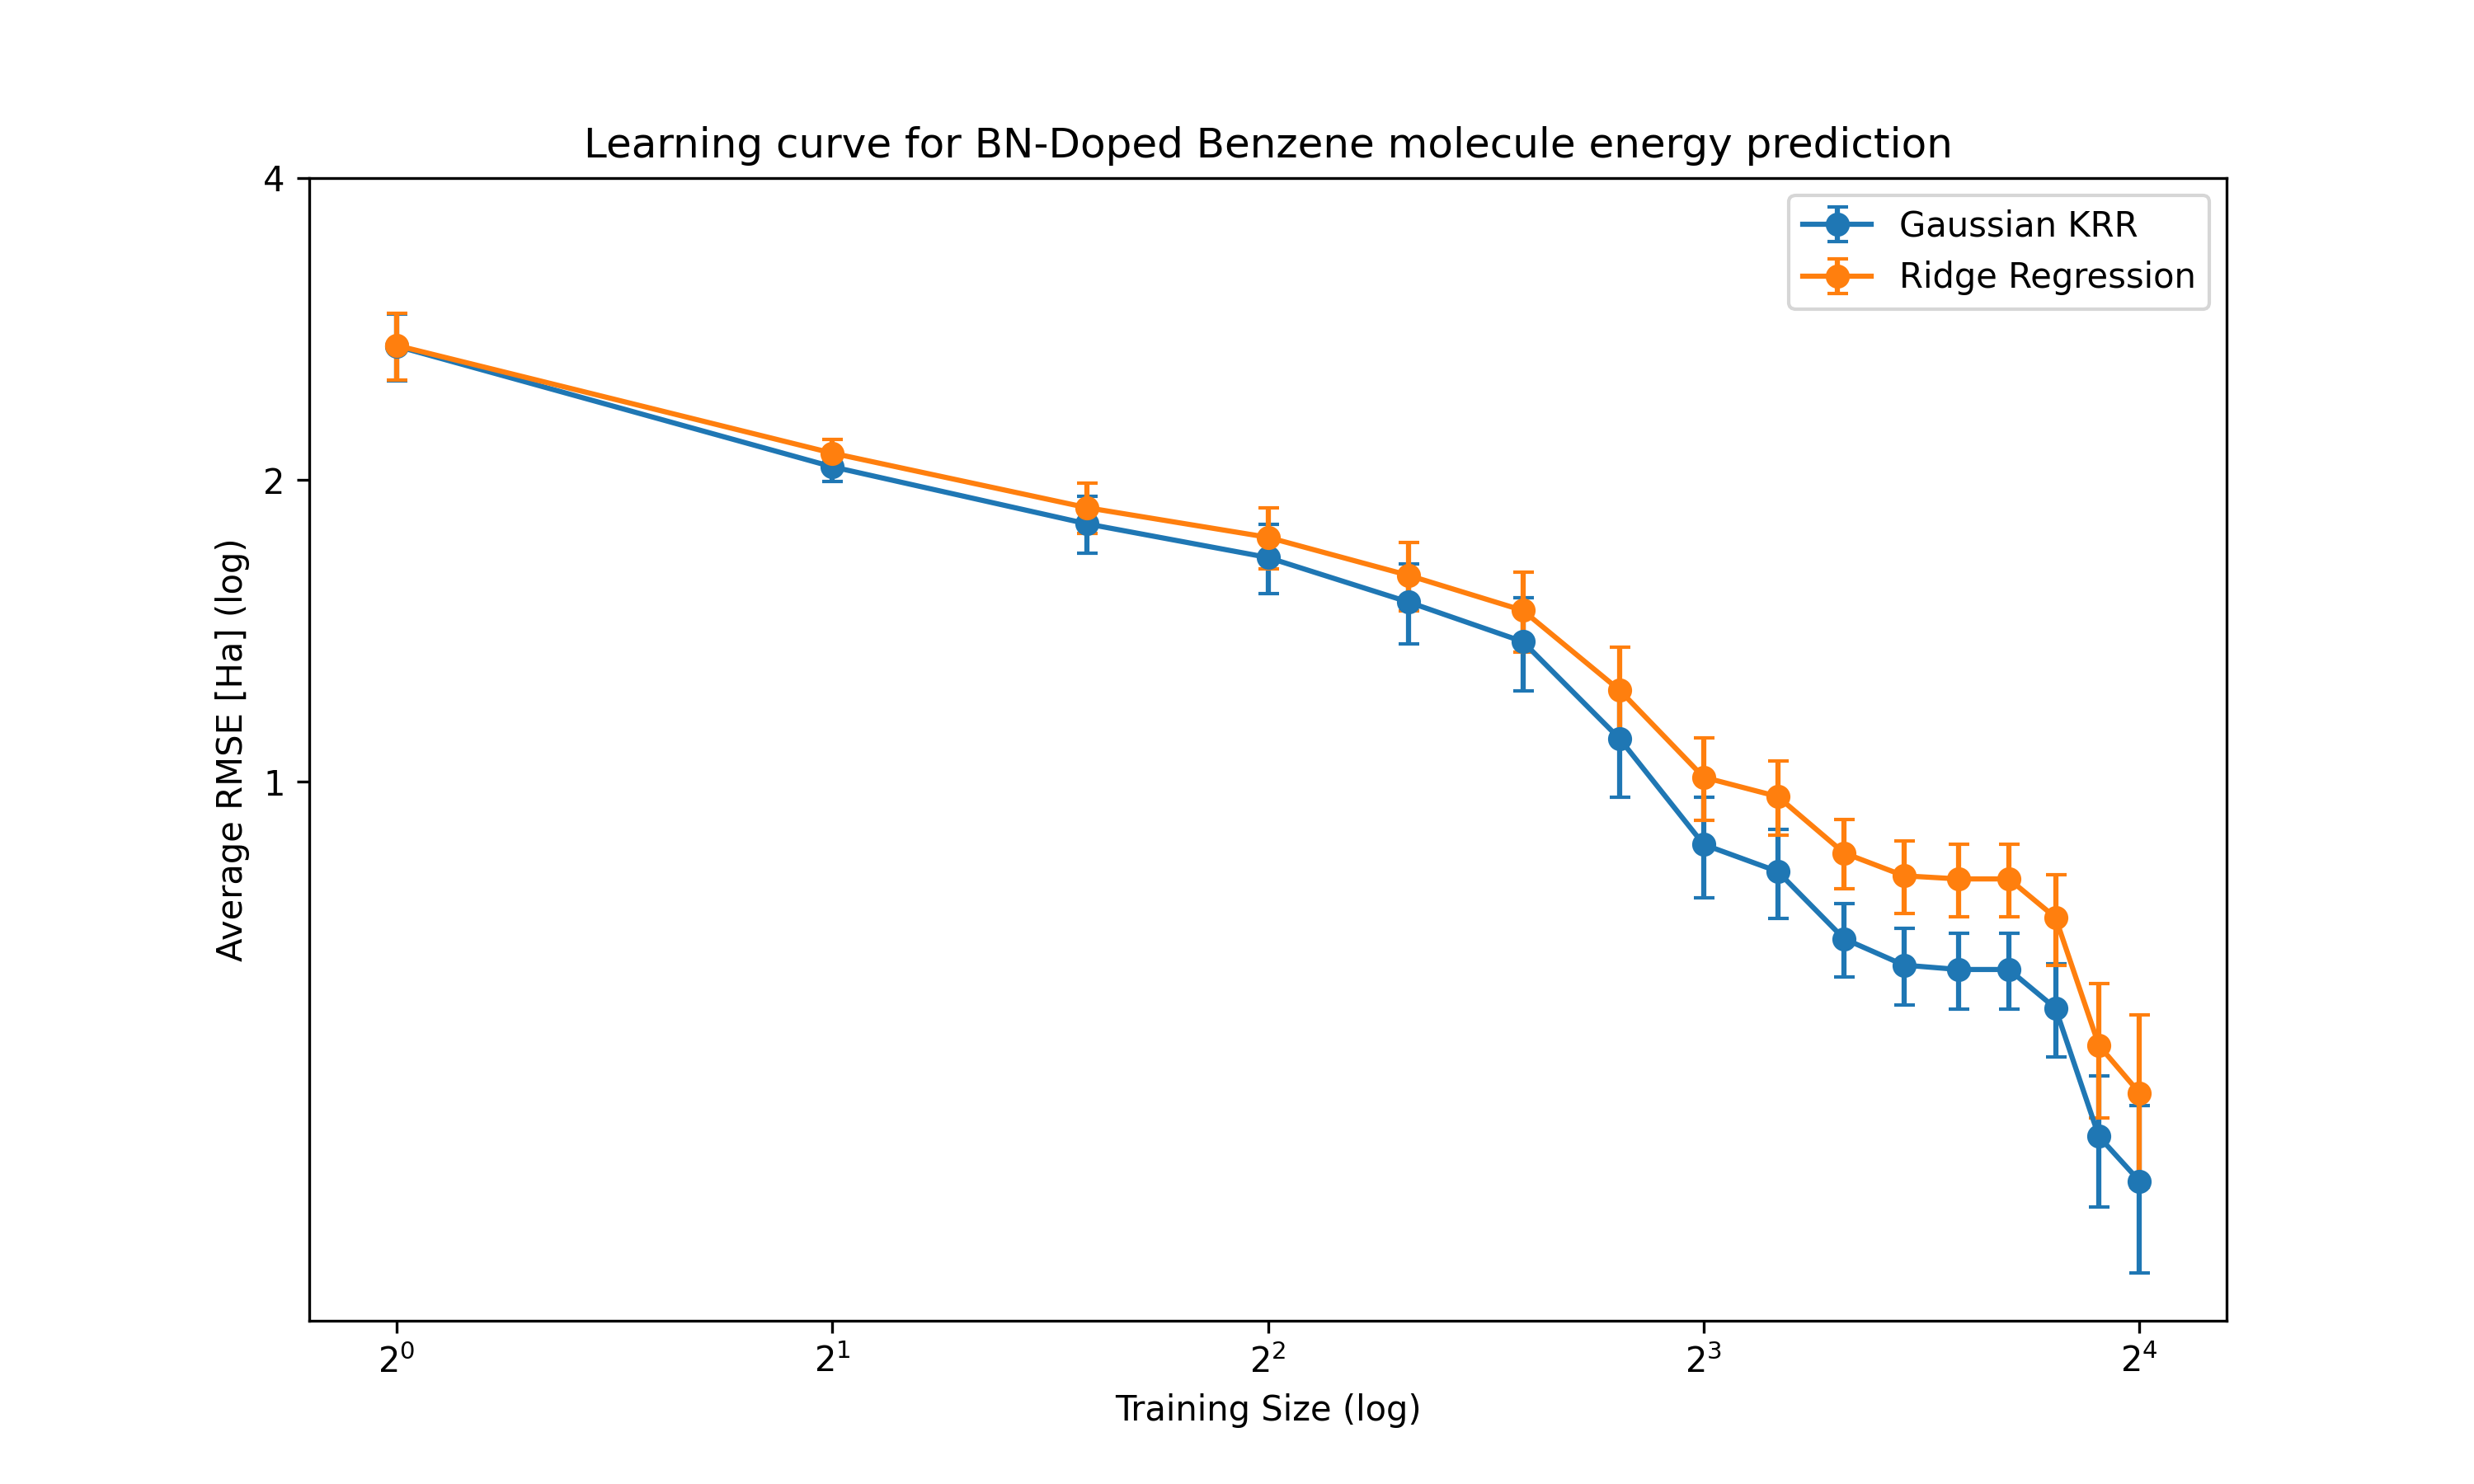 Learning curve for BN-Doped Benzene molecule energy prediction
Gaussian KRR
Ridge Regression
4
2
1
Average RMSE [Ha] (log)
2⁰ 2¹ 2² 2³ 2⁴
Training Size (log)